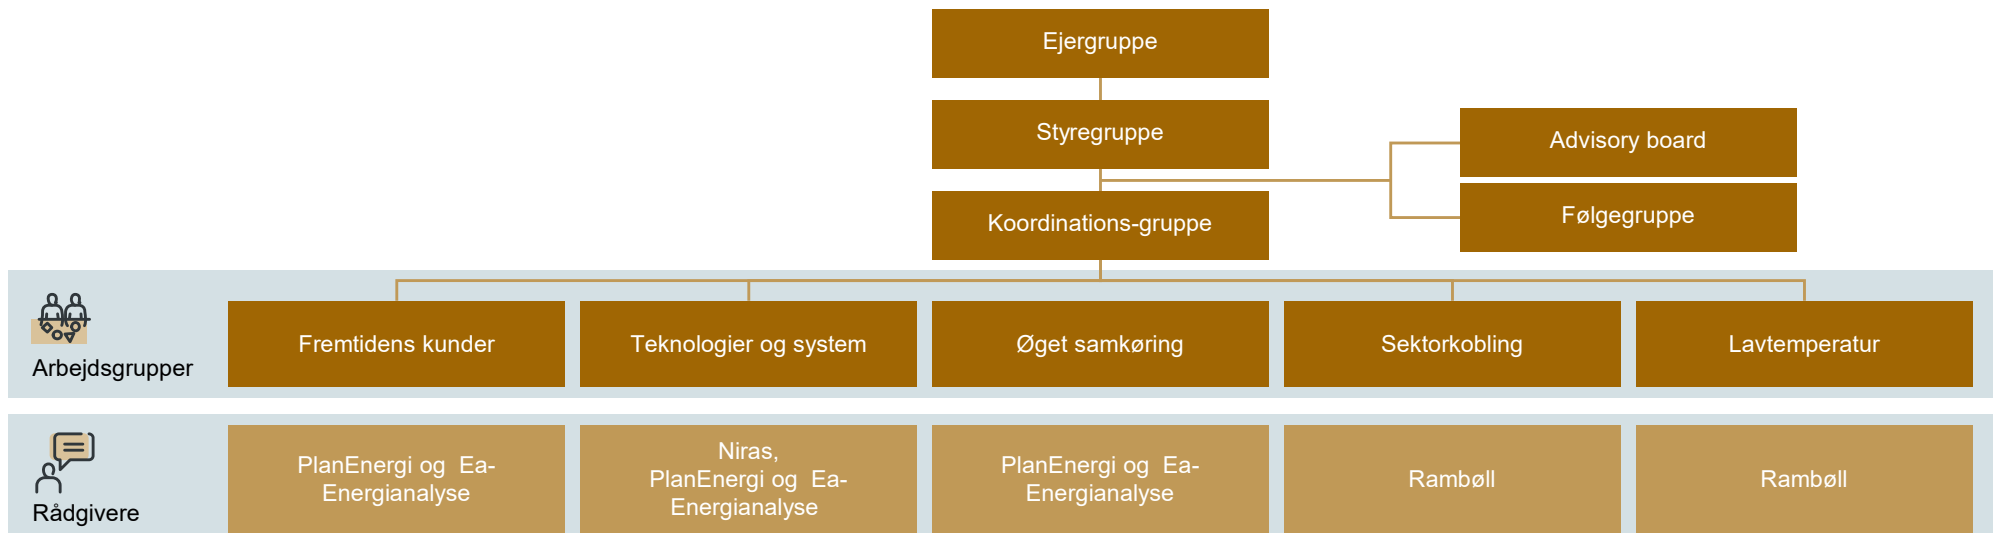 Ejergruppe
Styregruppe
Advisory board
Følgegruppe
Koordinations-gruppe
Arbejdsgrupper
Fremtidens kunder
Teknologier og system
Øget samkøring
Sektorkobling
Lavtemperatur
Rådgivere
PlanEnergi og  Ea-
Energianalyse
Niras,
PlanEnergi og  Ea-
Energianalyse
PlanEnergi og  Ea-
Energianalyse
Rambøll
Rambøll